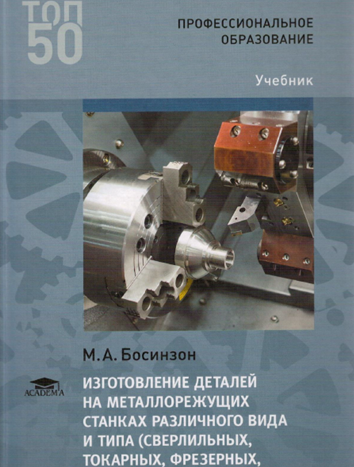 ТОП
50
ПРОФЕССИОНАЛЬНОЕ
ОБРАЗОВАНИЕ
Учебник
М. А. Босинзон
ACADEMA
ИЗГОТОВЛЕНИЕ ДЕТАЛЕЙ
НА МЕТАЛЛОРЕЖУЩИХ
СТАНКАХ РАЗЛИЧНОГО ВИДА
И ТИПА (СВЕРЛИЛЬНЫХ,
ТОКАРНЫХ, ФРЕЗЕРНЫХ,